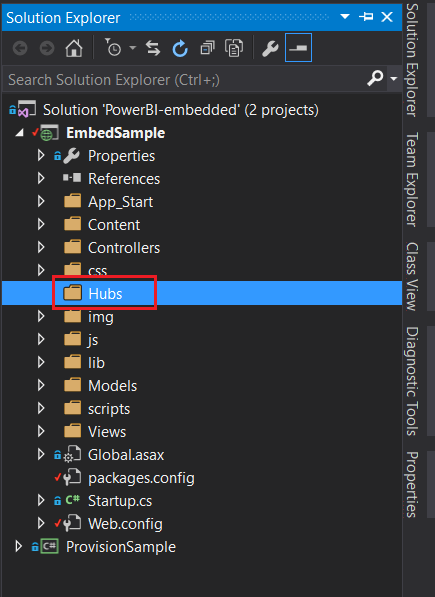 Solution Explorer
Search Solution Explorer (Ctrl+;)
Solution 'PowerBI-embedded' (2 projects)
EmbedSample
Properties
References
App_Start
Content
Controllers
css
Hubs
img
js
lib
Models
scripts
Views
Global.asax
packages.config
C# Startup.cs
Web.config
C# ProvisionSample
Solution Explorer
Team Explorer
Class View
Diagnostic Tools
Properties